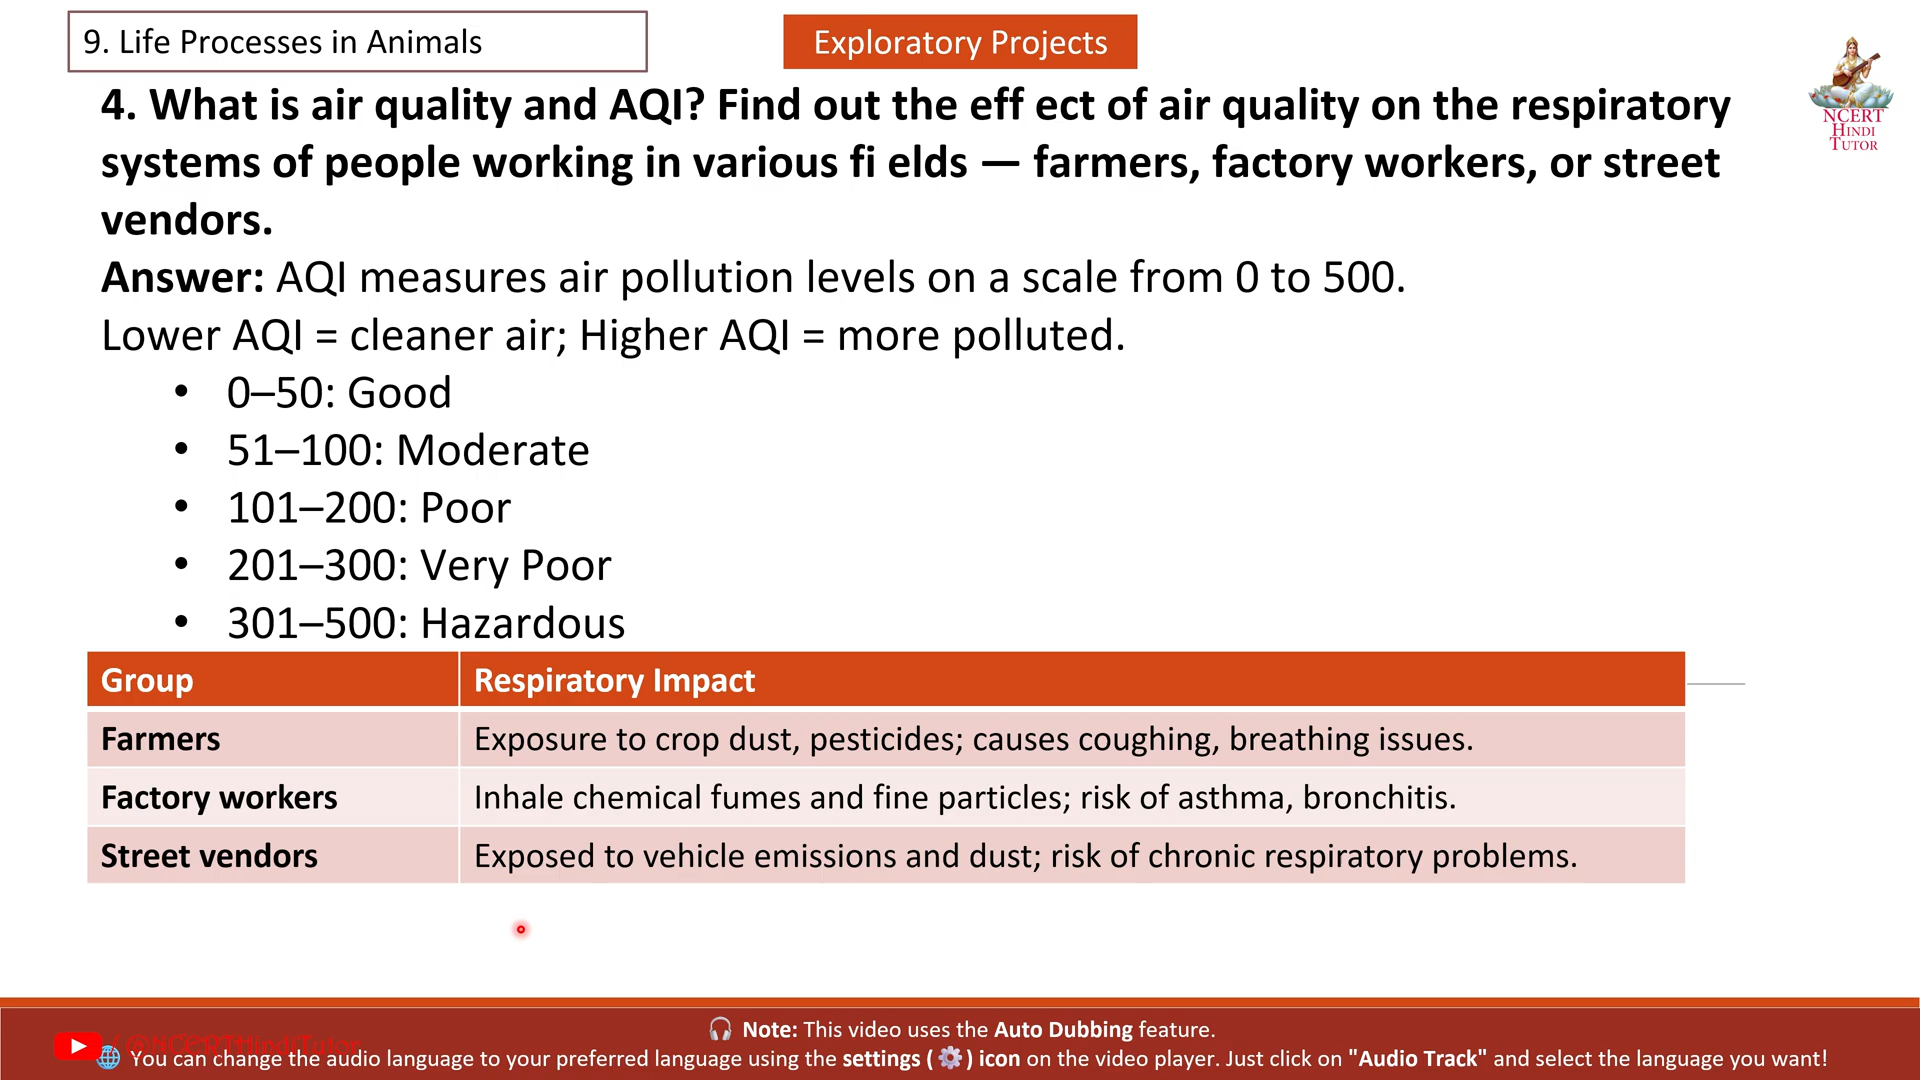 9. Life Processes in Animals
Exploratory Projects
NCERT
HINDI
TUTOR
4. What is air quality and AQI? Find out the eff ect of air quality on the respiratory
systems of people working in various fi elds — farmers, factory workers, or street
vendors.
Answer: AQI measures air pollution levels on a scale from 0 to 500.
Lower AQI = cleaner air; Higher AQI = more polluted.
• 0–50: Good
• 51–100: Moderate
• 101–200: Poor
• 201–300: Very Poor
• 301–500: Hazardous
Group Respiratory Impact
Farmers Exposure to crop dust, pesticides; causes coughing, breathing issues.
Factory workers Inhale chemical fumes and fine particles; risk of asthma, bronchitis.
Street vendors Exposed to vehicle emissions and dust; risk of chronic respiratory problems.
Note: This video uses the Auto Dubbing feature.
/@NCERTHindiTutor
You can change the audio language to your preferred language using the settings ( ) icon on the video player. Just click on "Audio Track" and select the language you want!